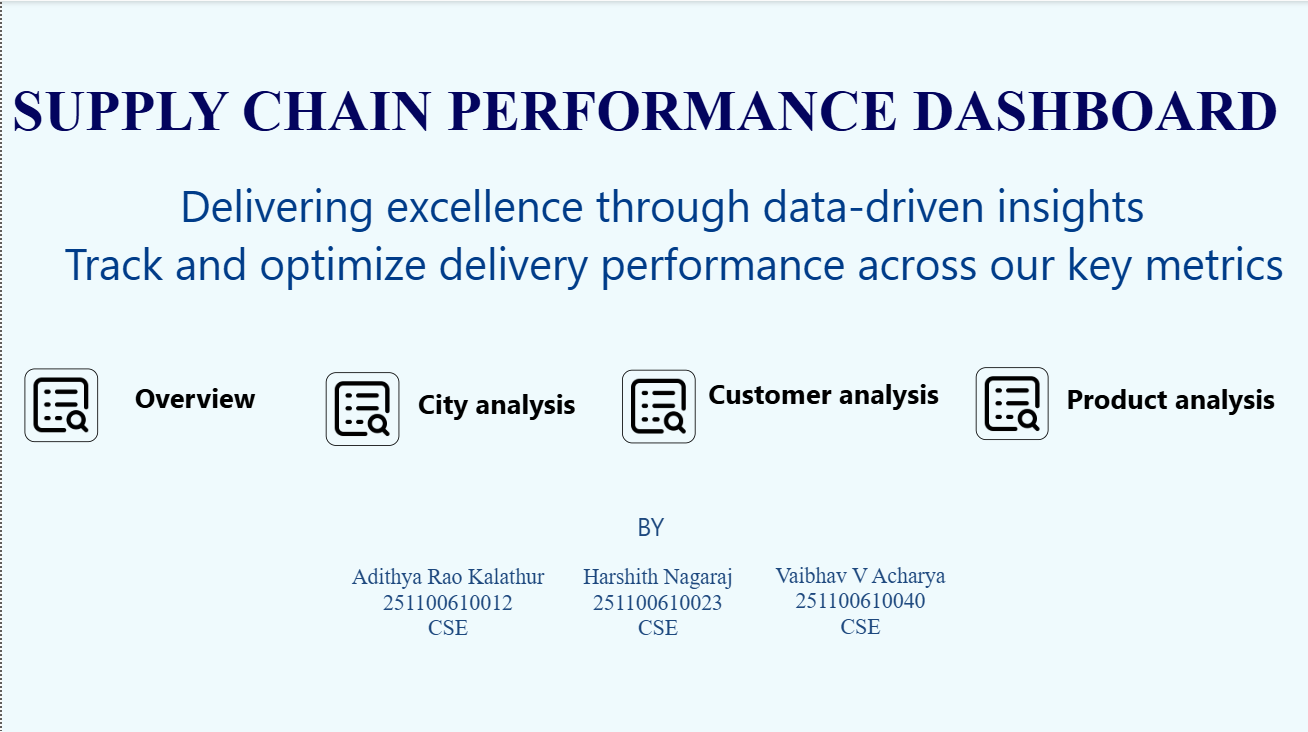 SUPPLY CHAIN PERFORMANCE DASHBOARD
Delivering excellence through data-driven insights
Track and optimize delivery performance across our key metrics
Overview
City analysis
Customer analysis
Product analysis
BY
Adithya Rao Kalathur
251100610012
CSE
Harshith Nagaraj
251100610023
CSE
Vaibhav V Acharya
251100610040
CSE